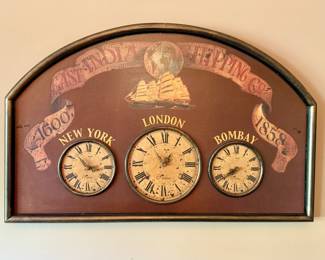 EAST INDIA SHIPPING CO.
1600 1858
LONDON
NEW YORK
BOMBAY